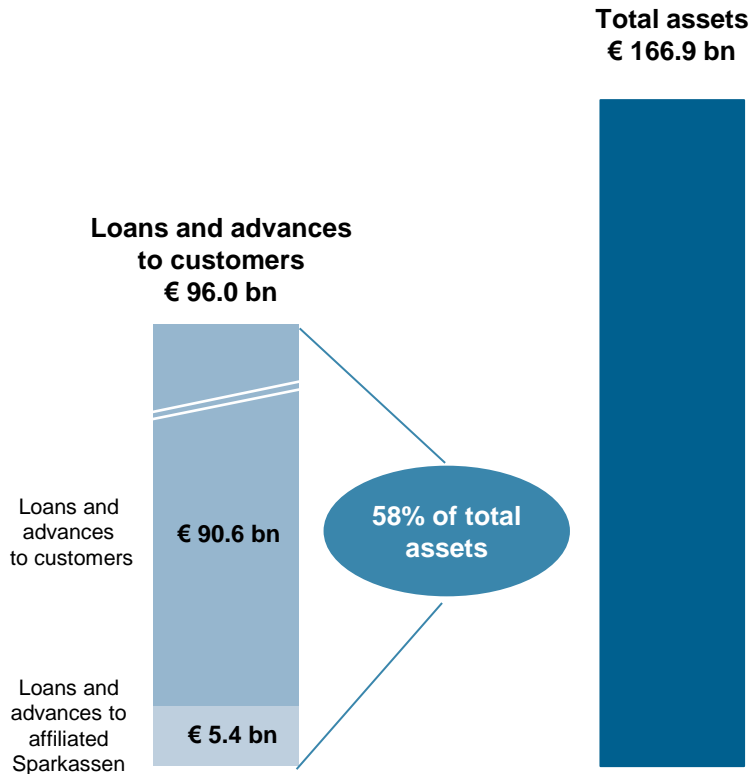 Total assets
€ 166.9 bn
Loans and advances
to customers
€ 96.0 bn
Loans and
advances
to customers
€ 90.6 bn
58% of total
assets
Loans and
advances to
affiliated
Sparkassen
€ 5.4 bn